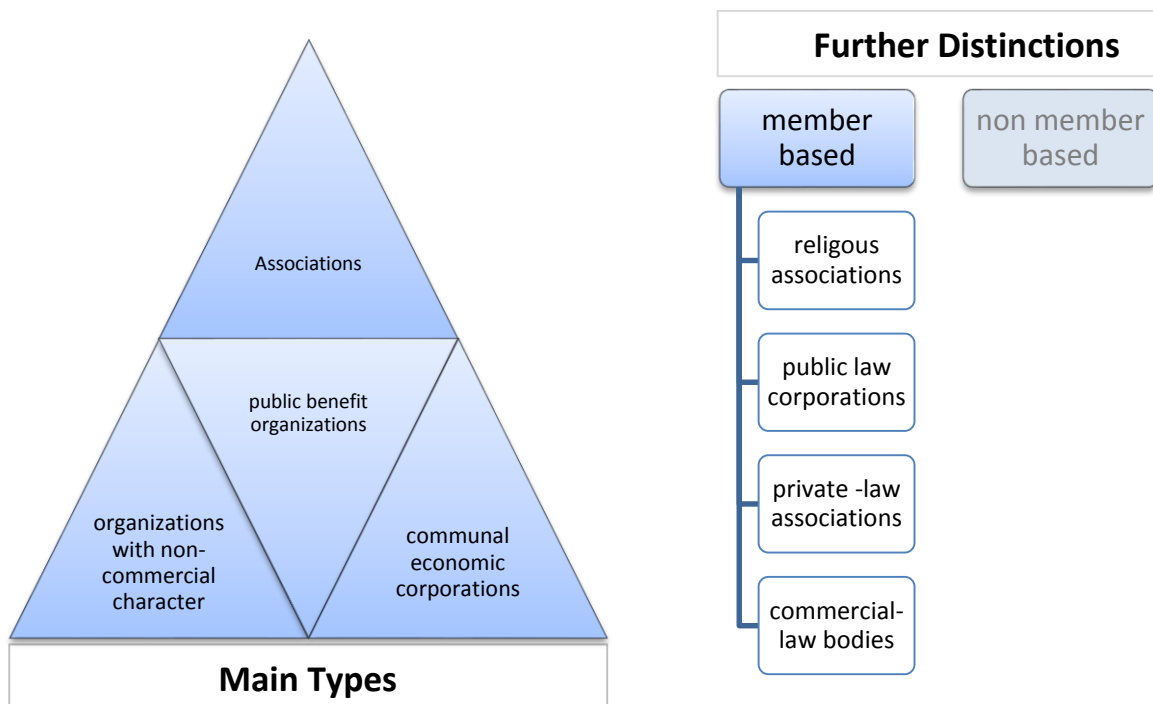 Associations
public benefit
organizations
organizations
with non-
commercial
character
communal
economic
corporations
Main Types
Further Distinctions
member
based
non member
based
religous
associations
public law
corporations
private -law
associations
commercial-
law bodies